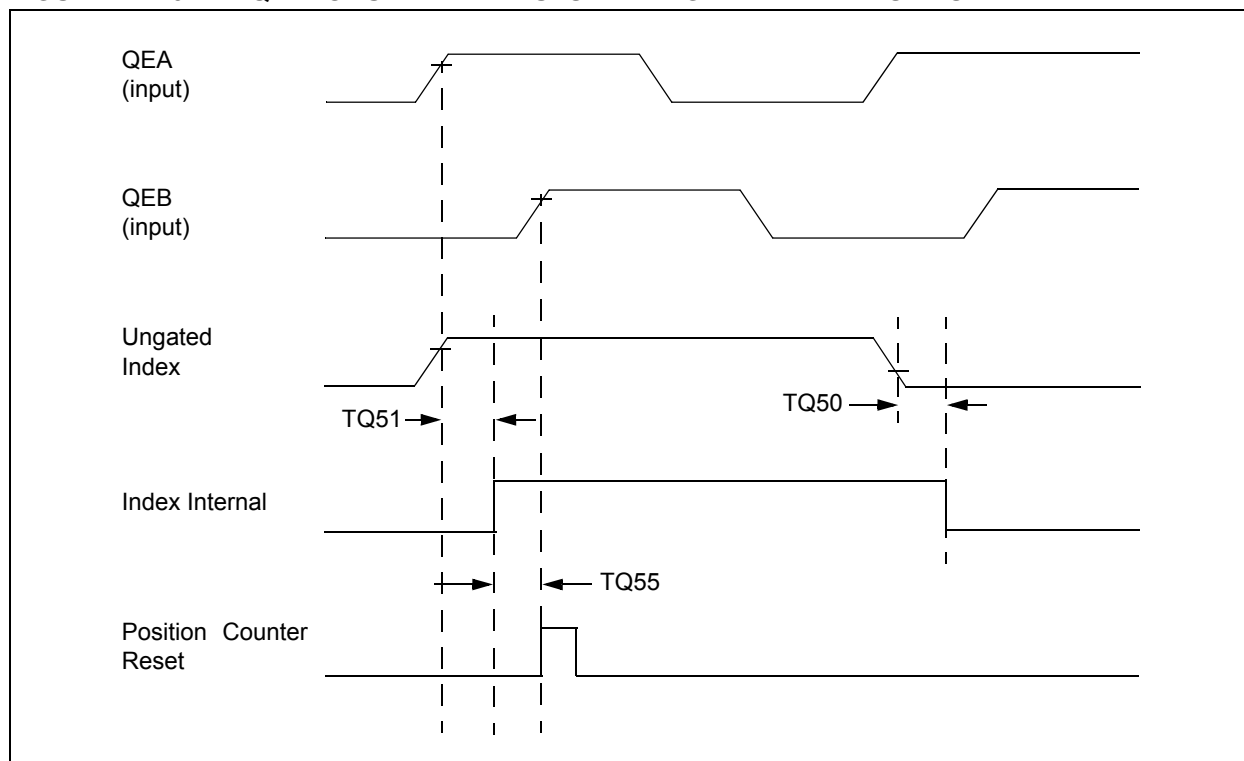 QEA
(input)
QEB
(input)
Ungated
Index
TQ51
TQ50
Index Internal
TQ55
Position Counter
Reset